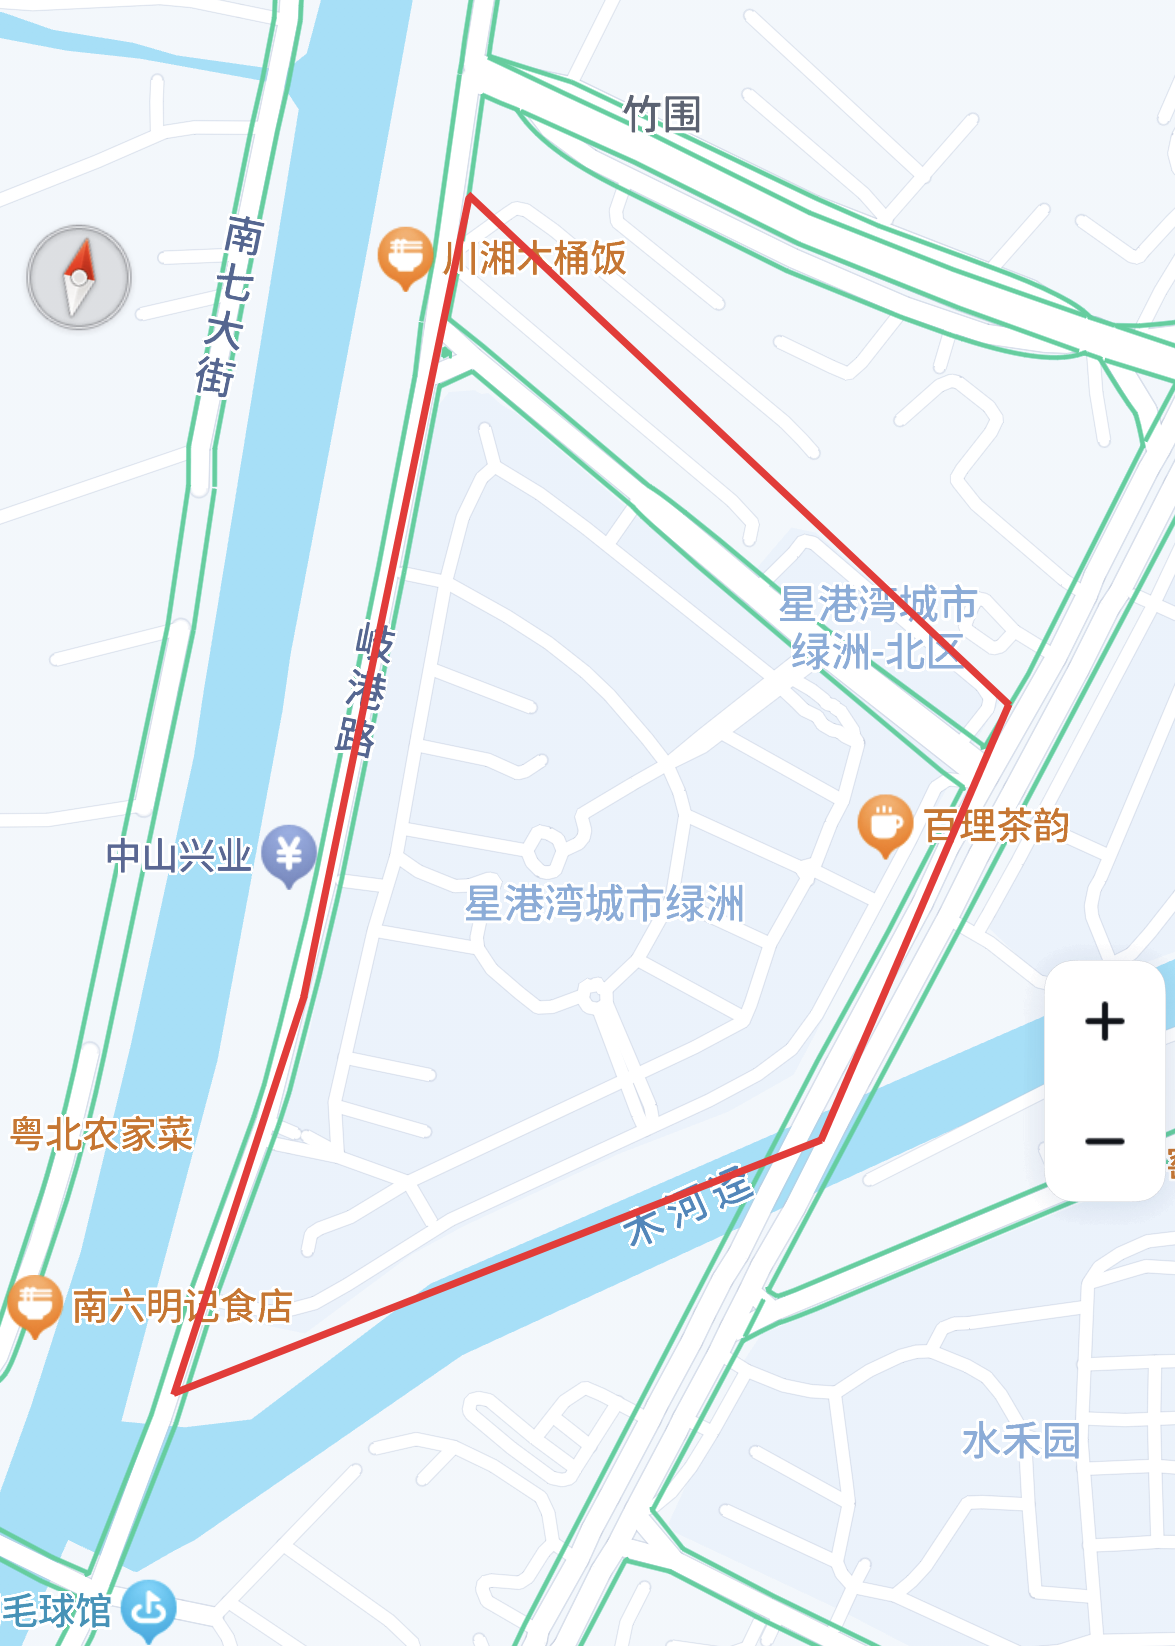 竹围
南七大街
川湘木桶饭
星港湾城市
绿洲-北区
岐港路
百理茶韵
中山兴业
星港湾城市绿洲
+
粤北农家菜
−
木河迳
南六明记食店
水禾园
毛球馆